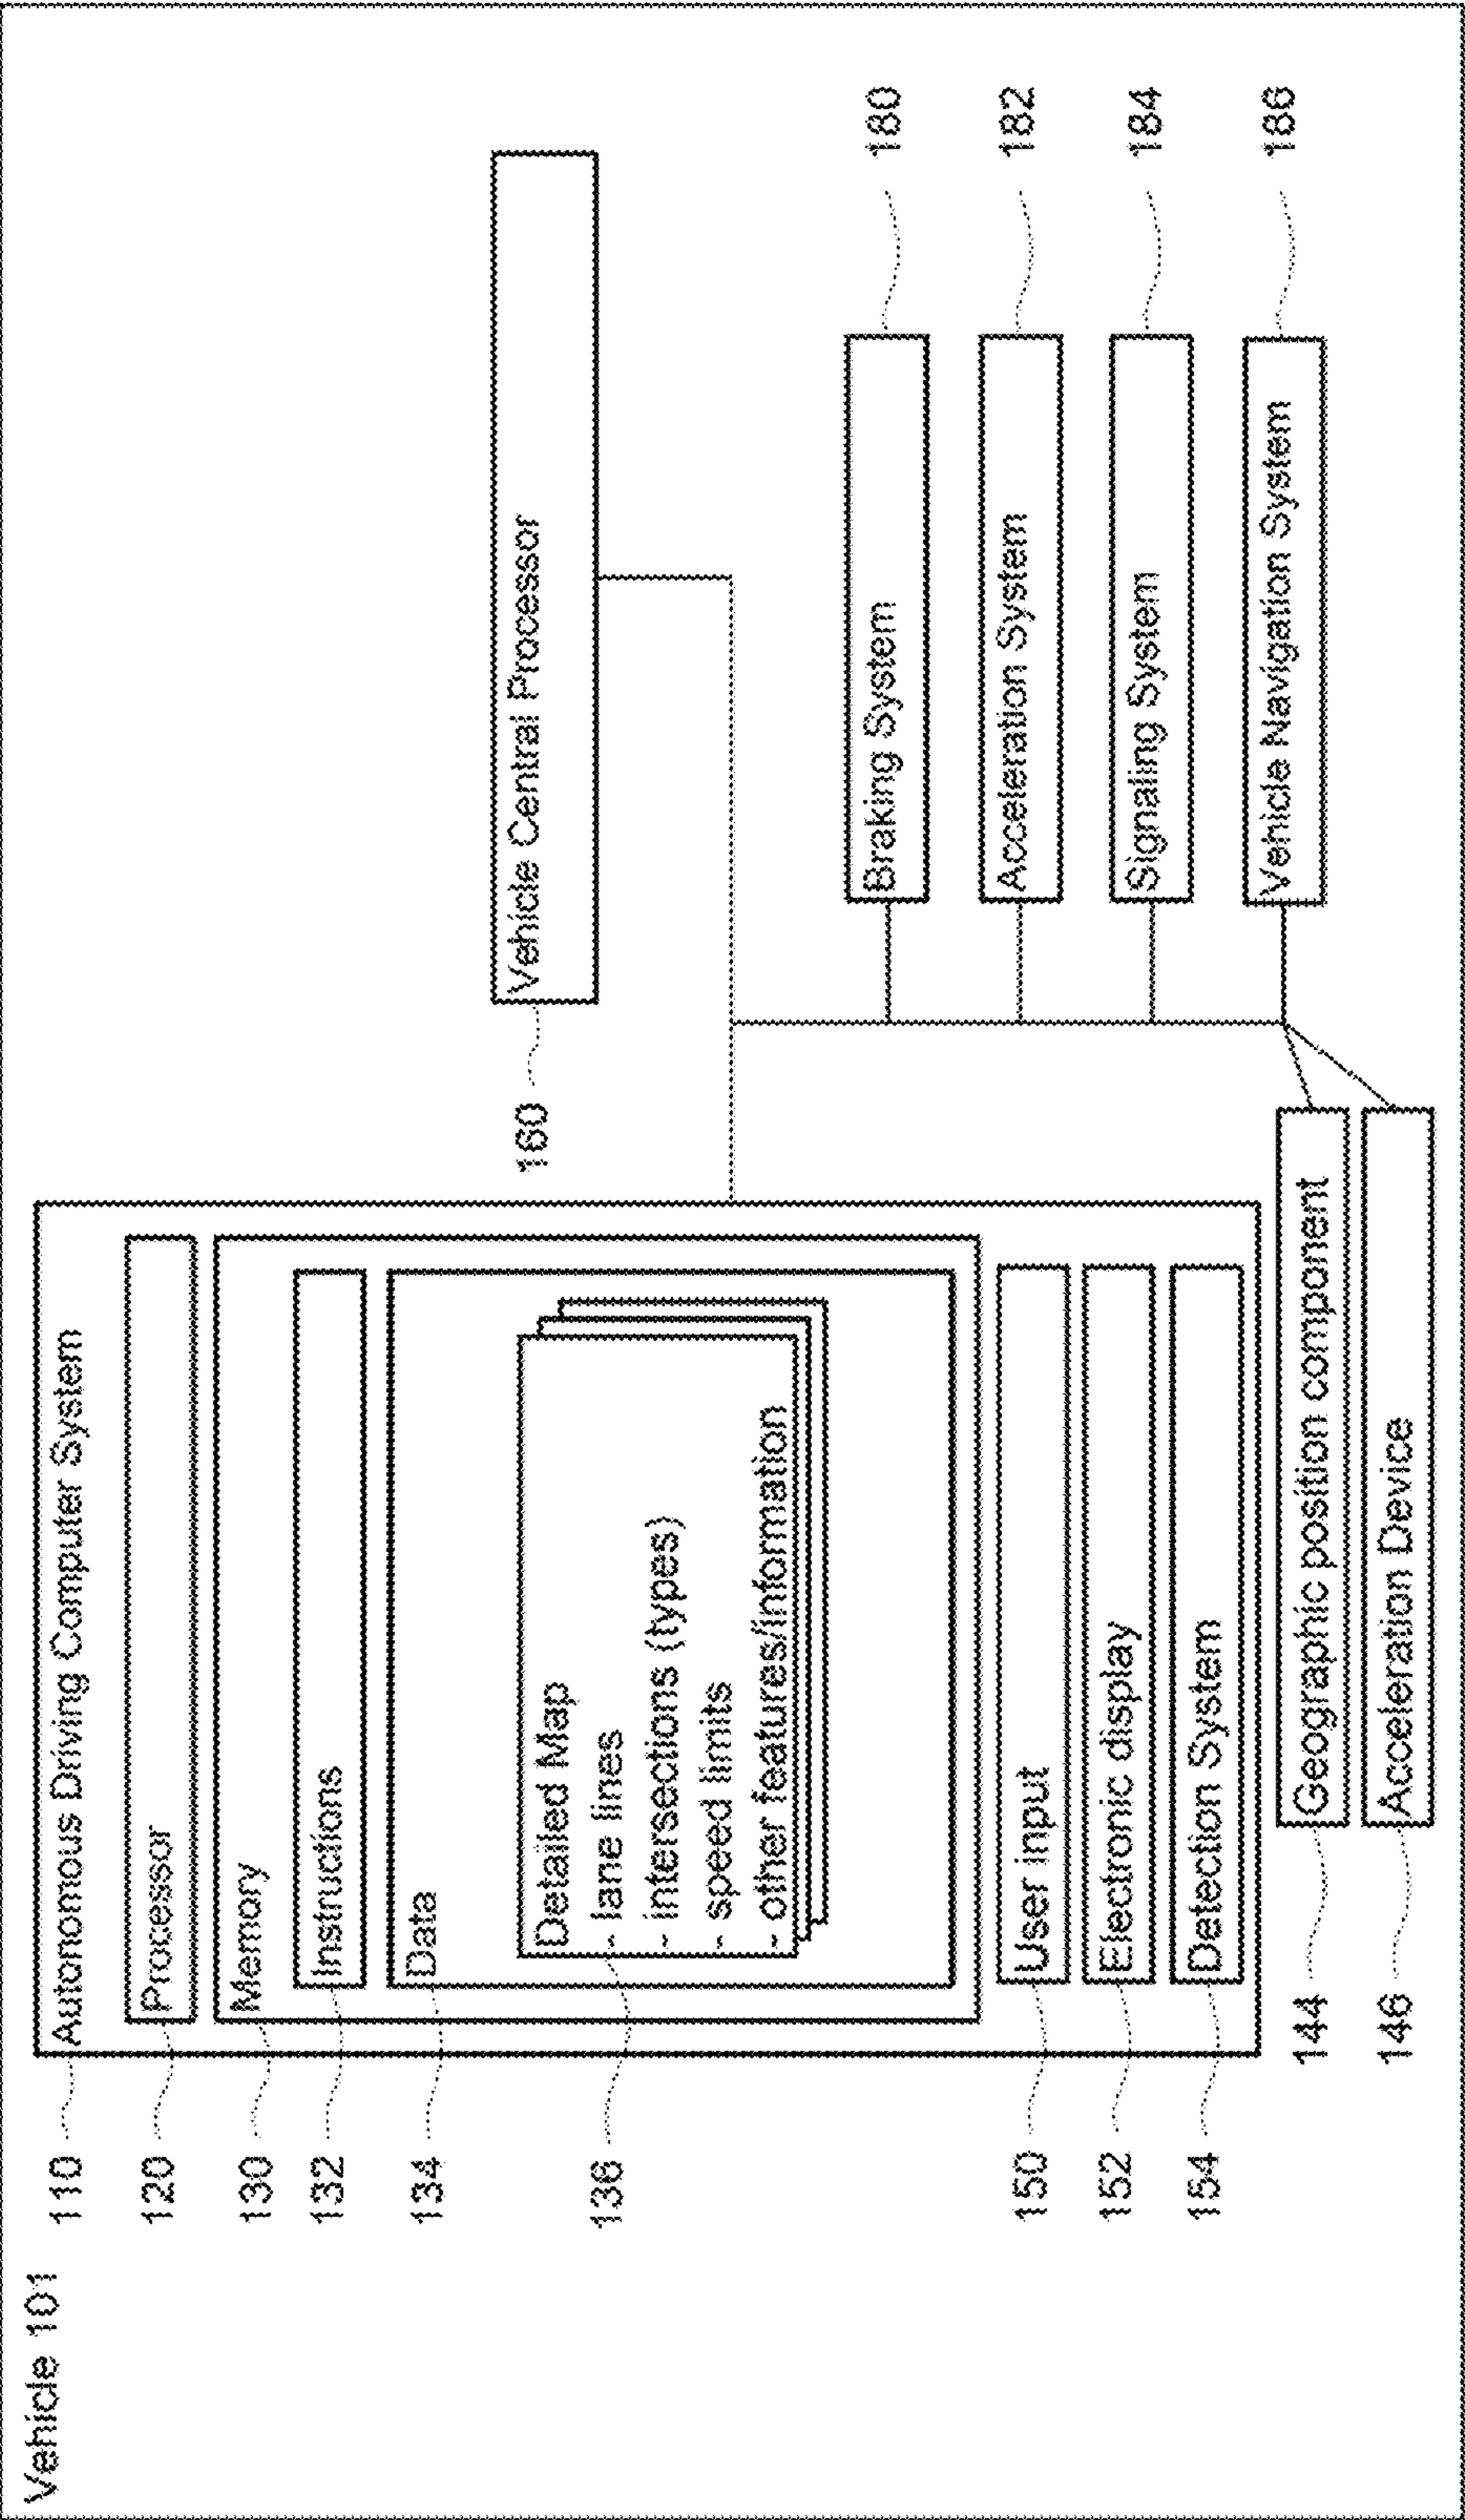 Vehicle 101
110
Autonomous Driving Computer System
120
Processor
130
Memory
132
Instructions
134
Data
136
Detailed Map
- lane lines
- intersections (types)
- speed limits
- other features/information
150
User input
152
Electronic display
154
Detection System
144
Geographic position component
146
Acceleration Device
160
Vehicle Central Processor
Braking System
180
Acceleration System
182
Signaling System
184
Vehicle Navigation System
186